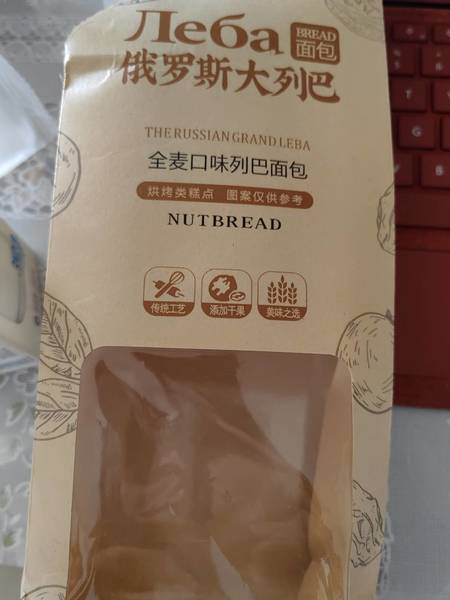 Леба BREAD
面包
俄罗斯大列巴
THE RUSSIAN GRAND LEBA
全麦口味列巴面包
烘烤类糕点 图案仅供参考
NUTBREAD
传统工艺 添加干果 美味之选